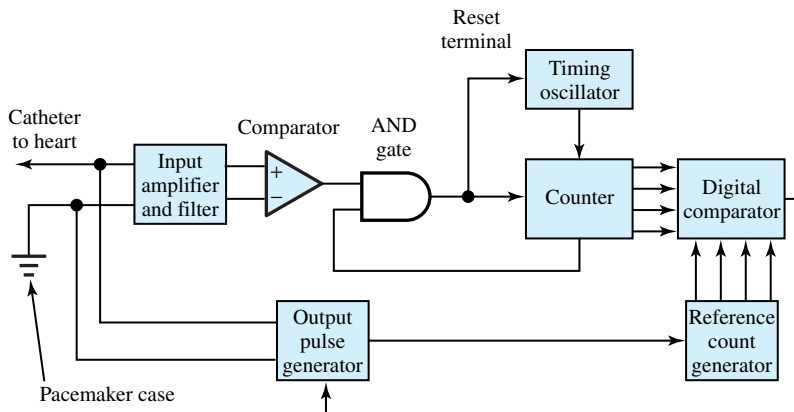 Reset
terminal
Timing
oscillator
Catheter
to heart
Comparator
AND
gate
Input
amplifier
and filter
+
−
Counter
Digital
comparator
Output
pulse
generator
Reference
count
generator
Pacemaker case